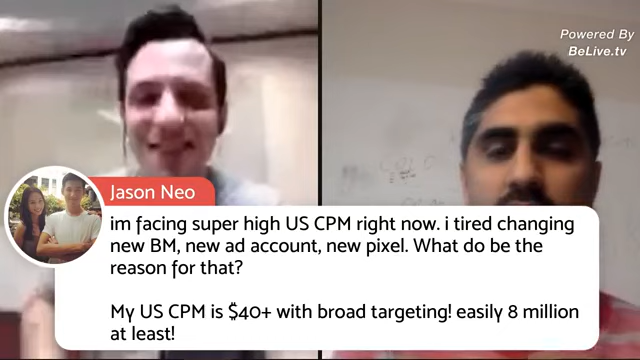 Powered By
BeLive.tv
Jason Neo
im facing super high US CPM right now. i tired changing
new BM, new ad account, new pixel. What do be the
reason for that?
My US CPM is $40+ with broad targeting! easily 8 million
at least!